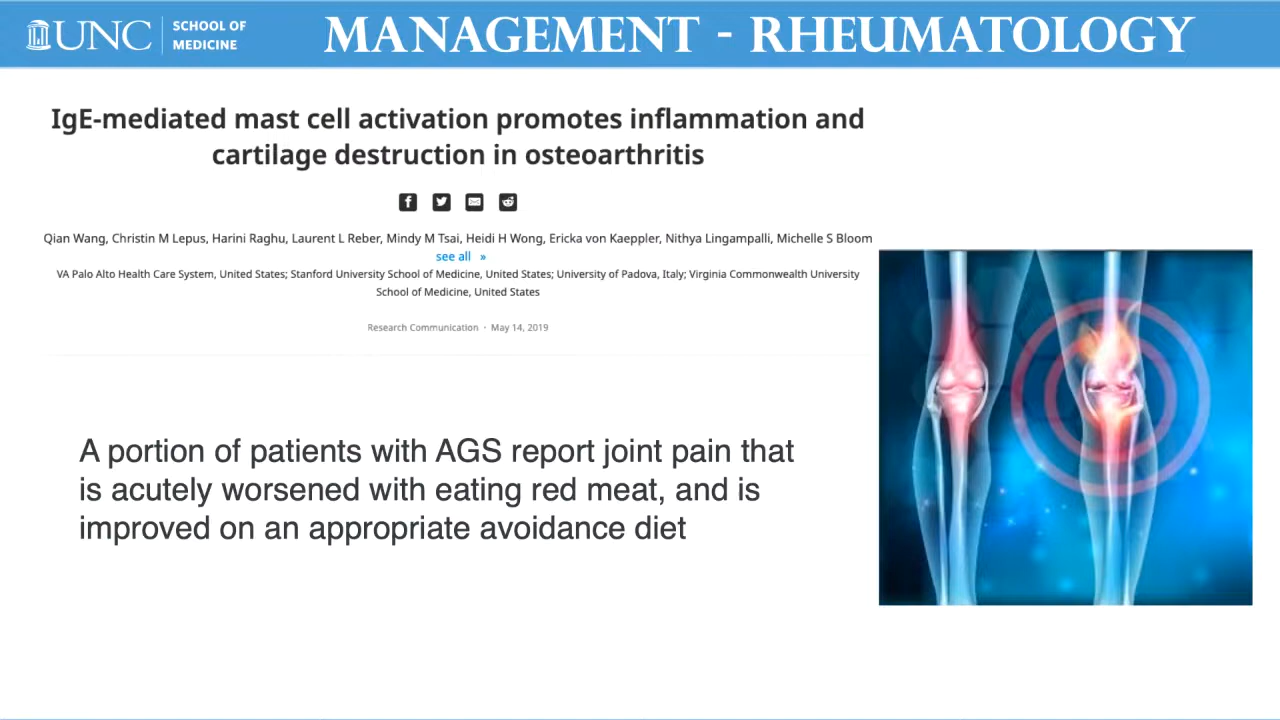 UNC
SCHOOL OF
MEDICINE
MANAGEMENT - RHEUMATOLOGY
IgE-mediated mast cell activation promotes inflammation and
cartilage destruction in osteoarthritis
Qian Wang, Christin M Lepus, Harini Raghu, Laurent L Reber, Mindy M Tsai, Heidi H Wong, Ericka von Kaeppler, Nithya Lingampalli, Michelle S Bloom
see all »
VA Palo Alto Health Care System, United States; Stanford University School of Medicine, United States; University of Padova, Italy; Virginia Commonwealth University
School of Medicine, United States
Research Communication · May 14, 2019
A portion of patients with AGS report joint pain that
is acutely worsened with eating red meat, and is
improved on an appropriate avoidance diet